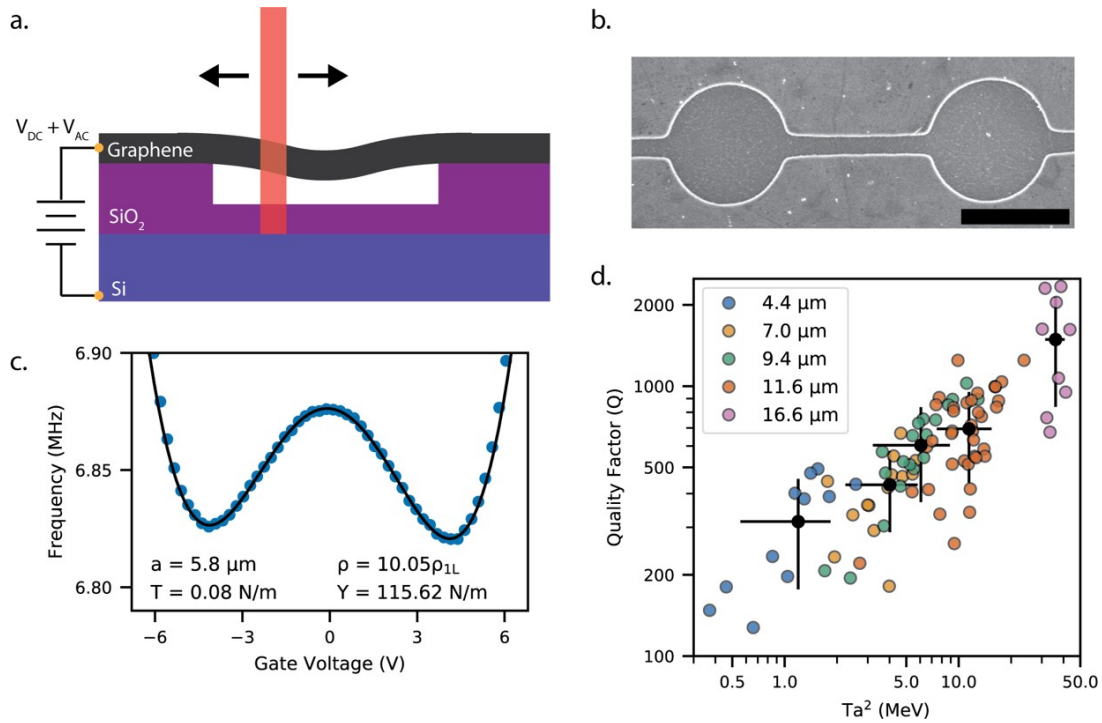 a.
V_DC + V_AC
Graphene
SiO₂
Si
b.
c.
Frequency (MHz)
6.90
6.85
6.80
a = 5.8 μm
ρ = 10.05ρ_1L
T = 0.08 N/m
Y = 115.62 N/m
−6
−3
0
3
6
Gate Voltage (V)
d.
Quality Factor (Q)
2000
1000
500
200
100
4.4 μm
7.0 μm
9.4 μm
11.6 μm
16.6 μm
0.5
1.0
5.0
10.0
50.0
Ta² (MeV)